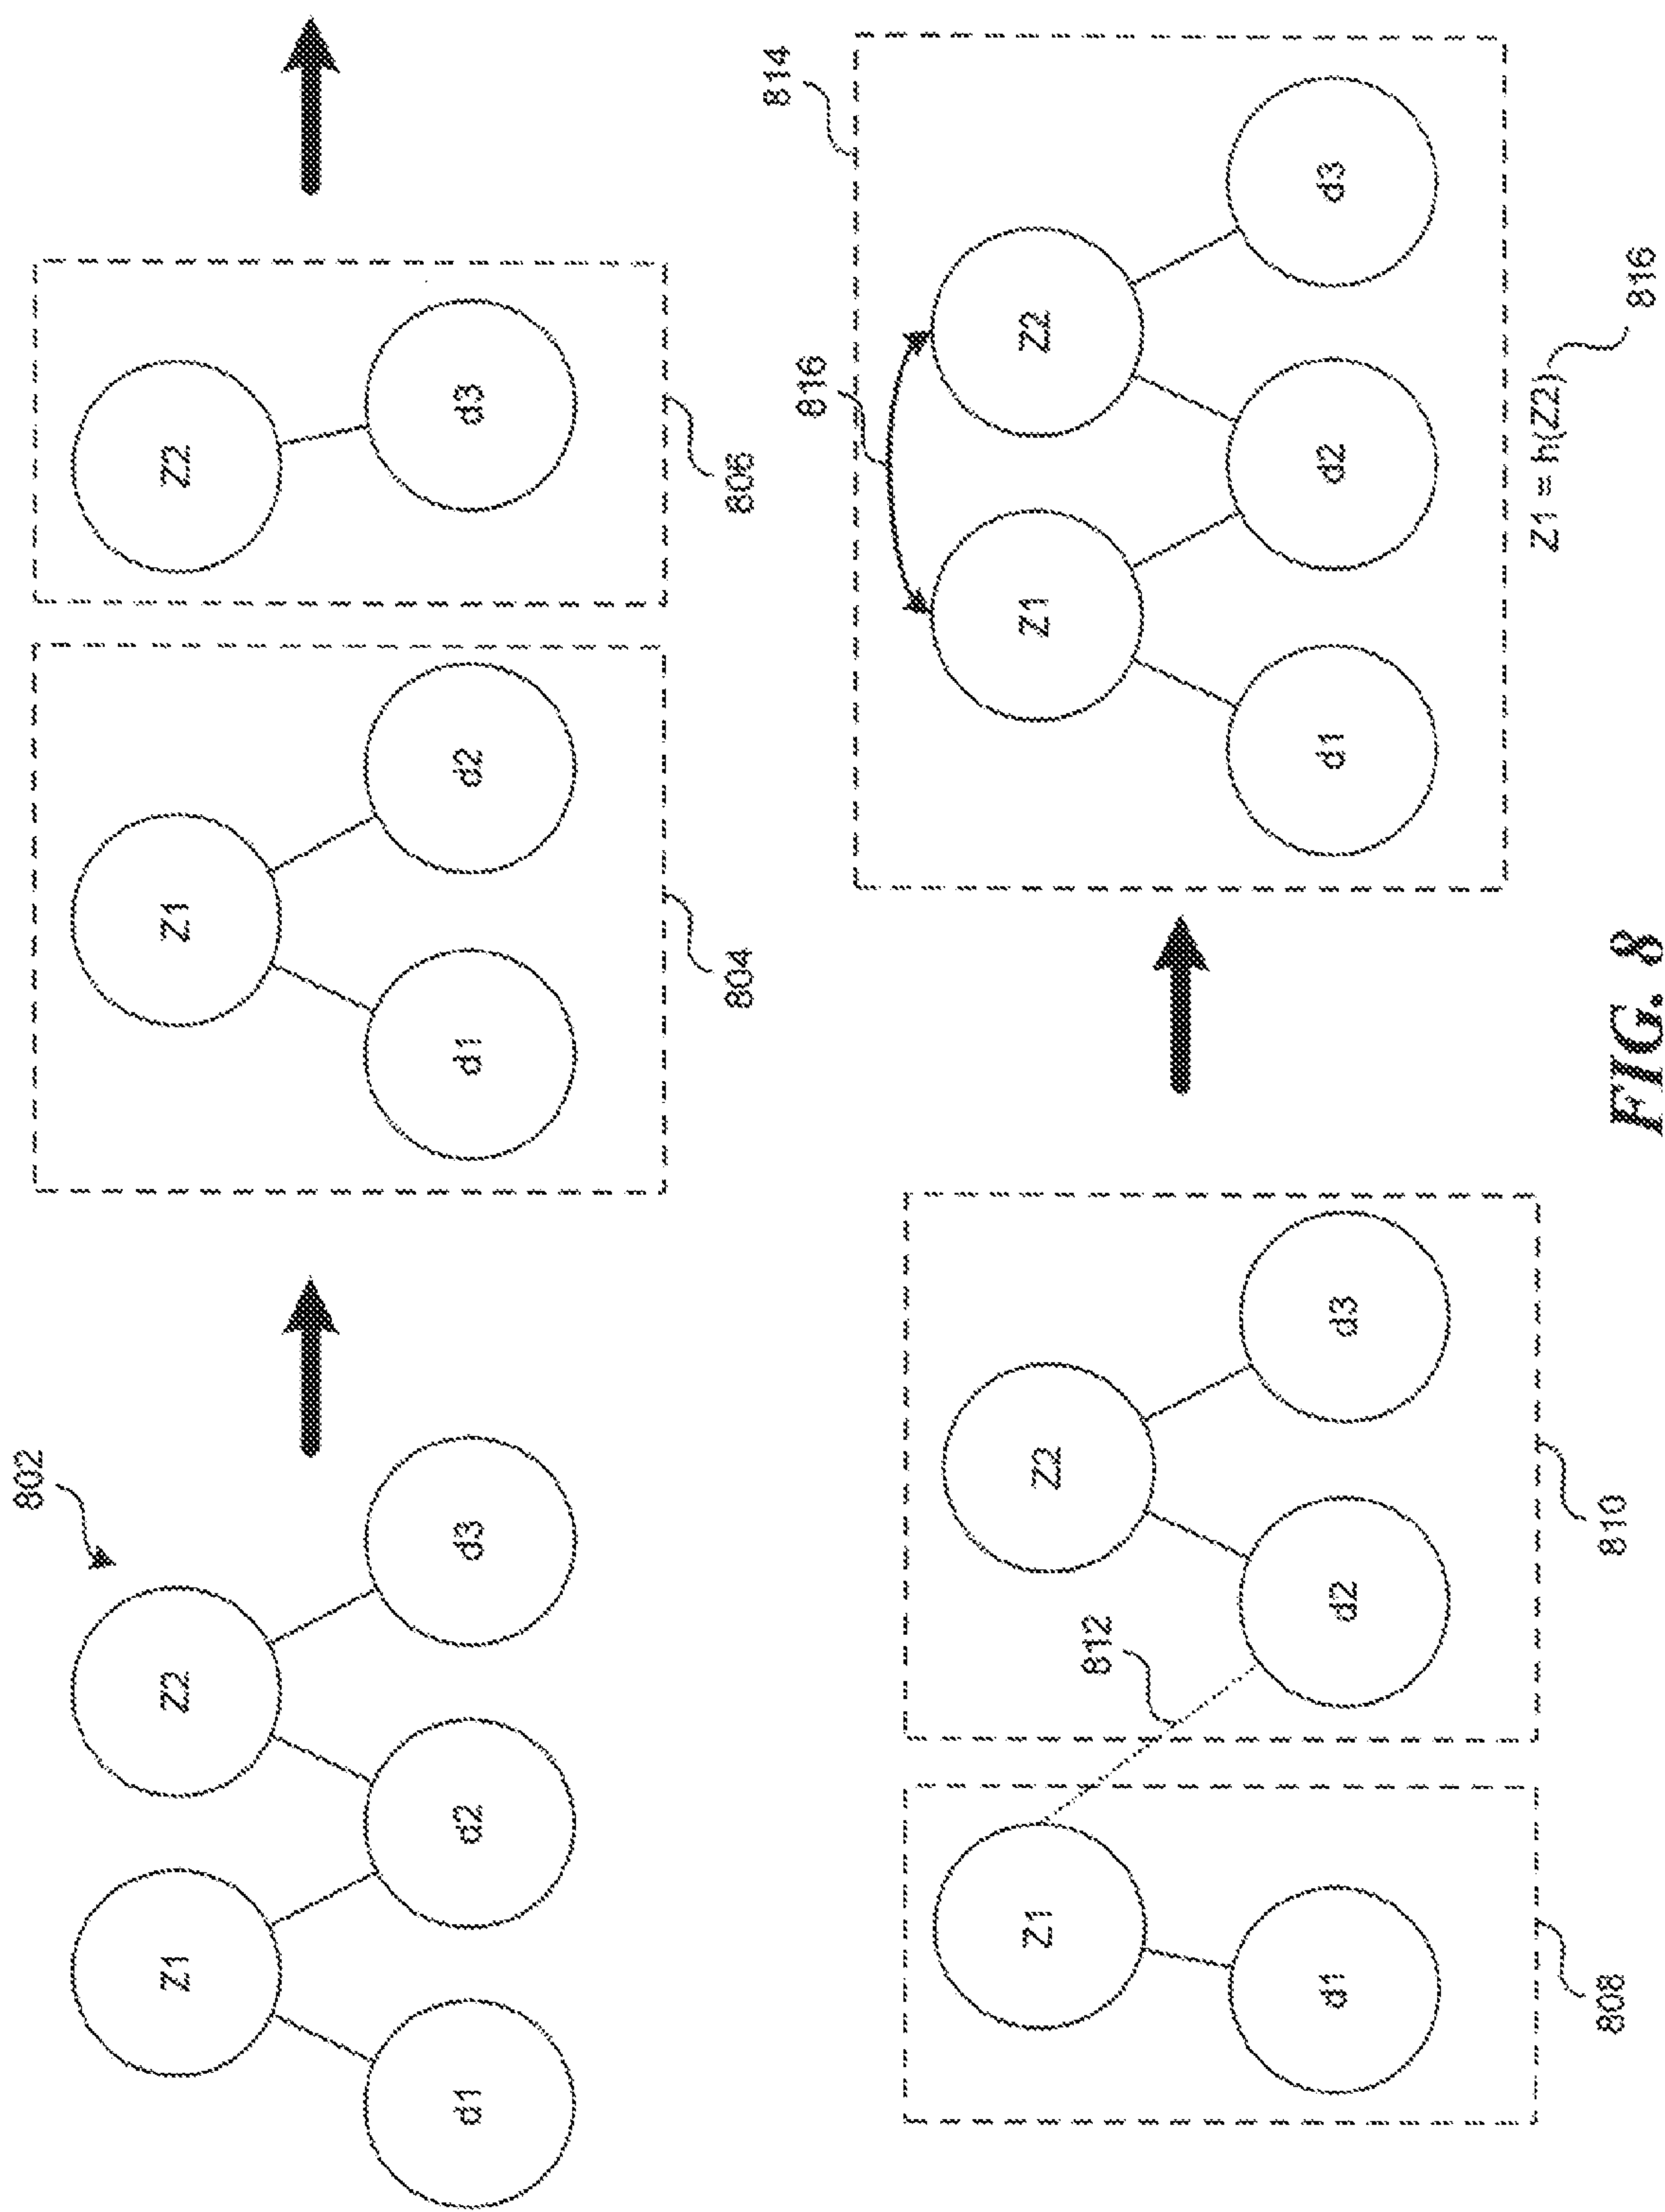 802
Z1
Z2
d1
d2
d3
Z1
d1
d2
804
Z2
d3
806
Z1
d1
808
812
Z2
d2
d3
810
814
816
Z1
Z2
d1
d2
d3
Z1 = h(Z2)
816
FIG. 8